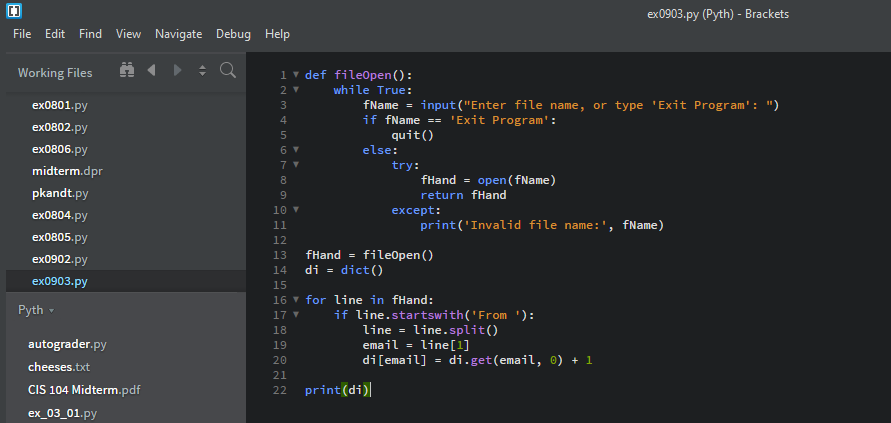 ex0903.py (Pyth) - Brackets
File Edit Find View Navigate Debug Help
Working Files
ex0801.py
ex0802.py
ex0806.py
midterm.dpr
pkandt.py
ex0804.py
ex0805.py
ex0902.py
ex0903.py
Pyth
autograder.py
cheeses.txt
CIS 104 Midterm.pdf
ex_03_01.py
1 def fileOpen():
2     while True:
3         fName = input("Enter file name, or type 'Exit Program': ")
4         if fName == 'Exit Program':
5             quit()
6         else:
7             try:
8                 fHand = open(fName)
9                 return fHand
10             except:
11                 print('Invalid file name:', fName)
12
13 fHand = fileOpen()
14 di = dict()
15
16 for line in fHand:
17     if line.startswith('From '):
18         line = line.split()
19         email = line[1]
20         di[email] = di.get(email, 0) + 1
21
22 print(di)